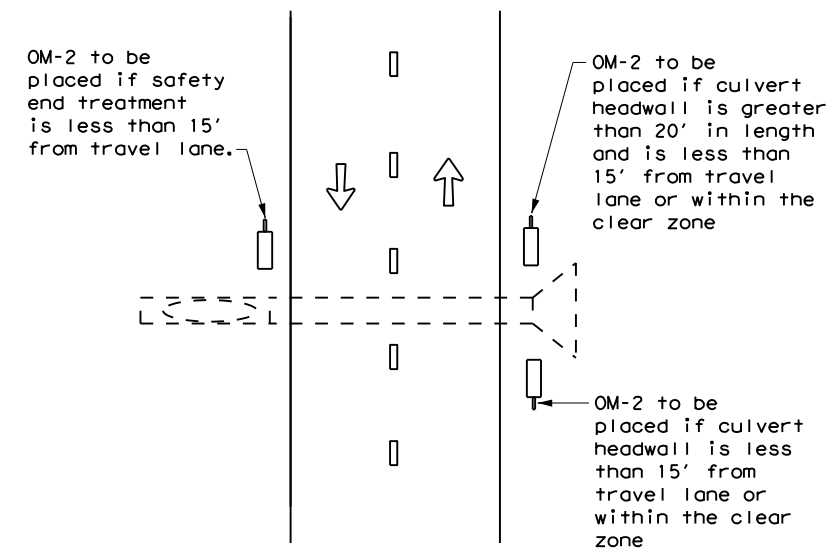 OM-2 to be
placed if safety
end treatment
is less than 15'
from travel lane.
OM-2 to be
placed if culvert
headwall is greater
than 20' in length
and is less than
15' from travel
lane or within the
clear zone
OM-2 to be
placed if culvert
headwall is less
than 15' from
travel lane or
within the clear
zone